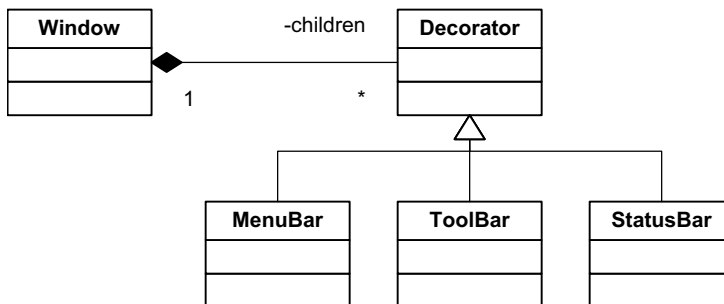 Window
-children
Decorator
1
*
MenuBar
ToolBar
StatusBar